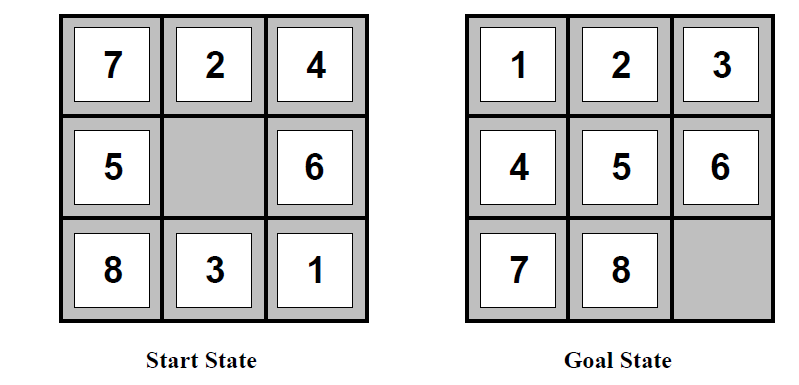 7 2 4
5 6
8 3 1
Start State
1 2 3
4 5 6
7 8
Goal State